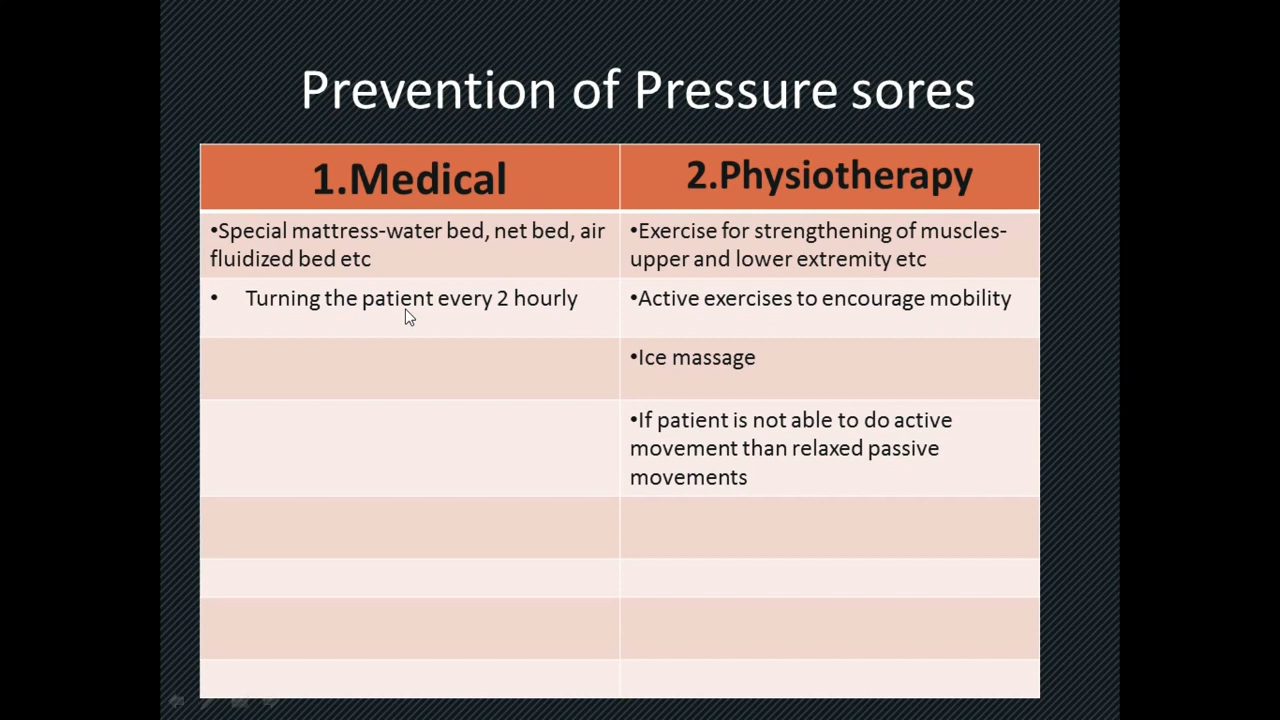 Prevention of Pressure sores
1.Medical
2.Physiotherapy
•Special mattress-water bed, net bed, air
fluidized bed etc
•Exercise for strengthening of muscles-
upper and lower extremity etc
• Turning the patient every 2 hourly
•Active exercises to encourage mobility
•Ice massage
•If patient is not able to do active
movement than relaxed passive
movements